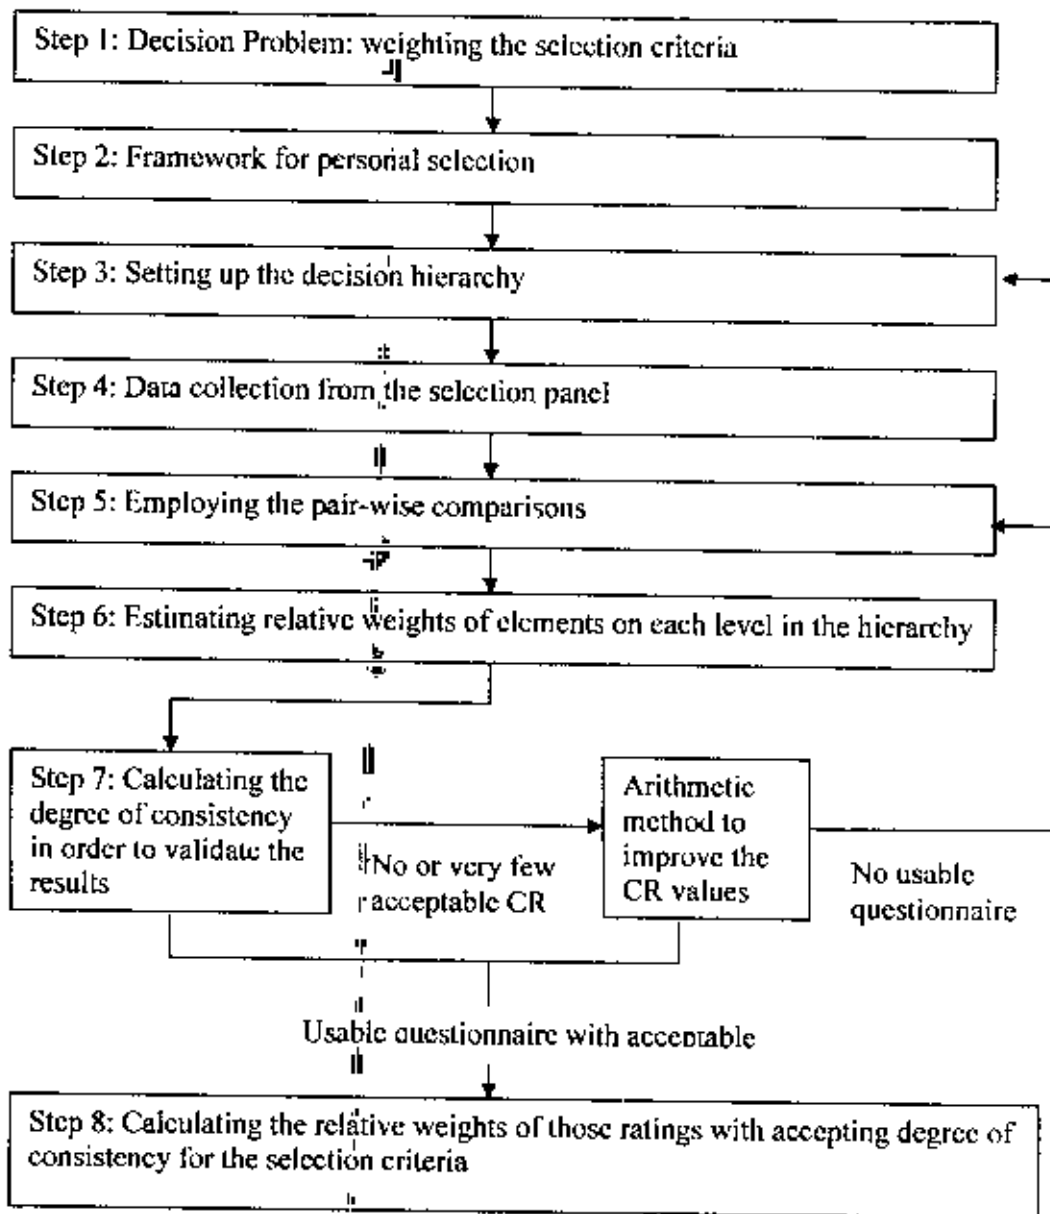 Step 1: Decision Problem: weighting the selection criteria
Step 2: Framework for personal selection
Step 3: Setting up the decision hierarchy
Step 4: Data collection from the selection panel
Step 5: Employing the pair-wise comparisons
Step 6: Estimating relative weights of elements on each level in the hierarchy
Step 7: Calculating the
degree of consistency
in order to validate the
results
No or very few
acceptable CR
Arithmetic
method to
improve the
CR values
No usable
questionnaire
Usable questionnaire with acceptable
Step 8: Calculating the relative weights of those ratings with accepting degree of
consistency for the selection criteria